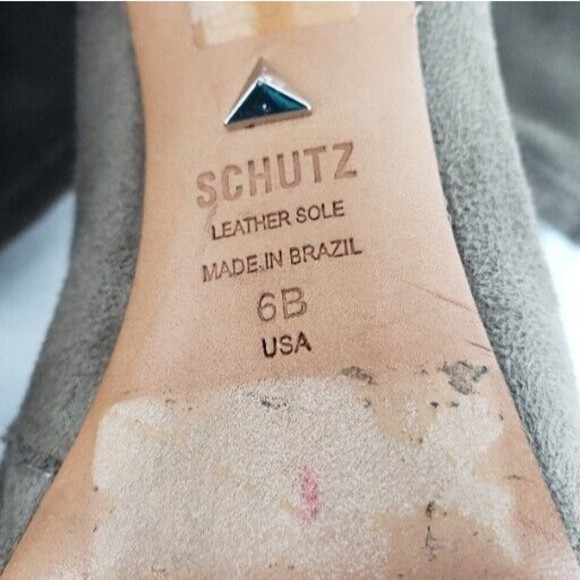 SCHUTZ
LEATHER SOLE
MADE IN BRAZIL
6B
USA